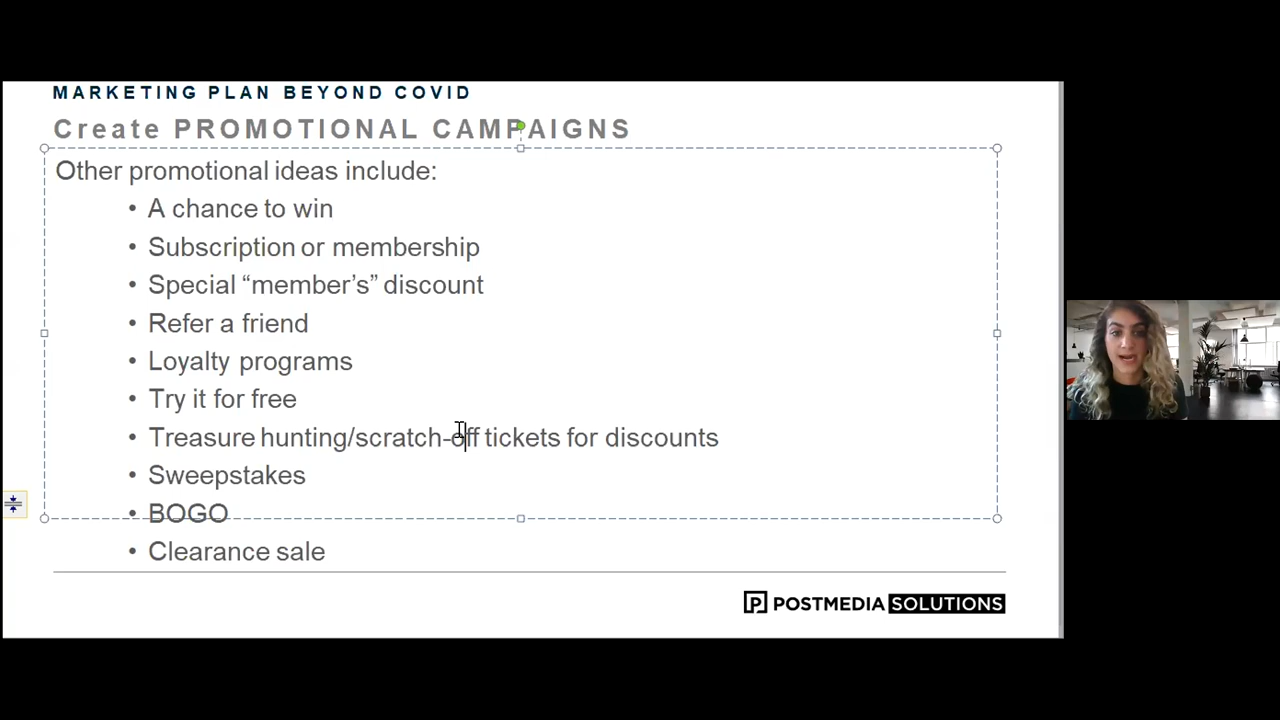 MARKETING PLAN BEYOND COVID
Create PROMOTIONAL CAMPAIGNS
Other promotional ideas include:
• A chance to win
• Subscription or membership
• Special “member’s” discount
• Refer a friend
• Loyalty programs
• Try it for free
• Treasure hunting/scratch-off tickets for discounts
• Sweepstakes
• BOGO
• Clearance sale
P POSTMEDIA SOLUTIONS